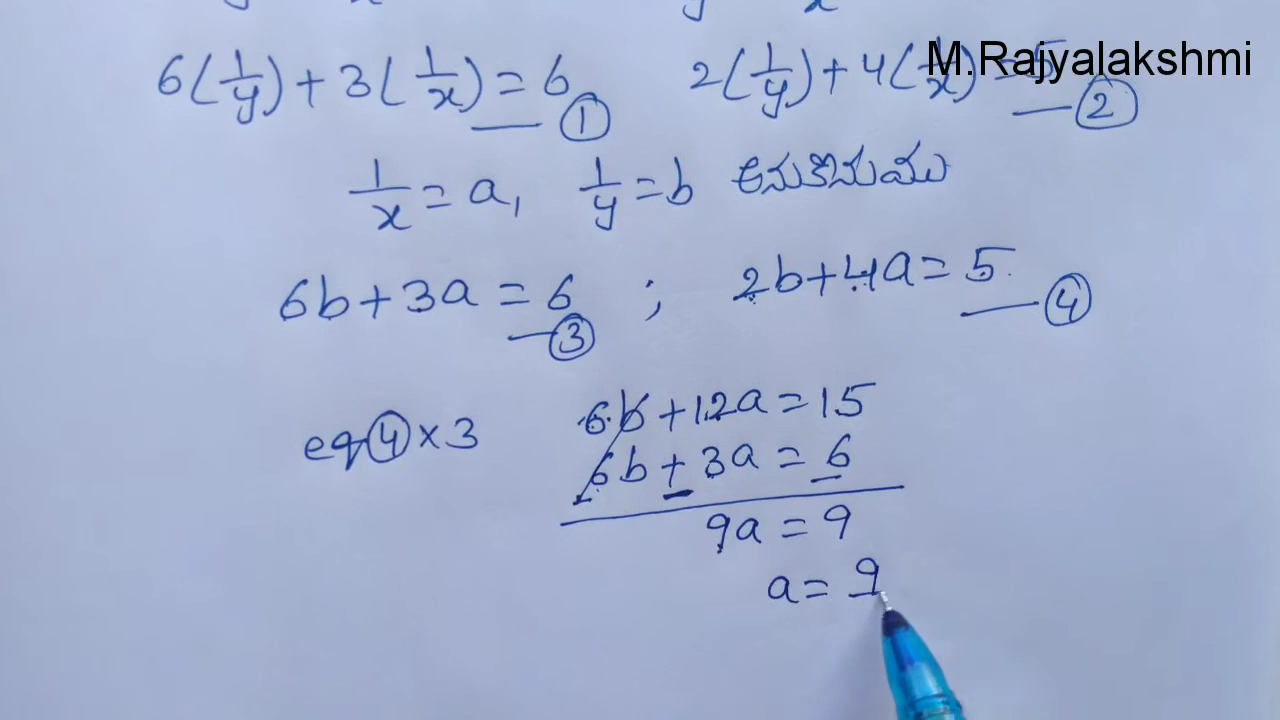 M.Rajyalakshmi
6(1/y) + 3(1/x) = 6 — ① 2(1/y) + 4(1/x) = 5 — ②
1/x = a, 1/y = b అనుకొనుము
6b + 3a = 6 — ③ ; 2b + 4a = 5 — ④
eq④×3 6b + 12a = 15
6b + 3a = 6
9a = 9
a = 9